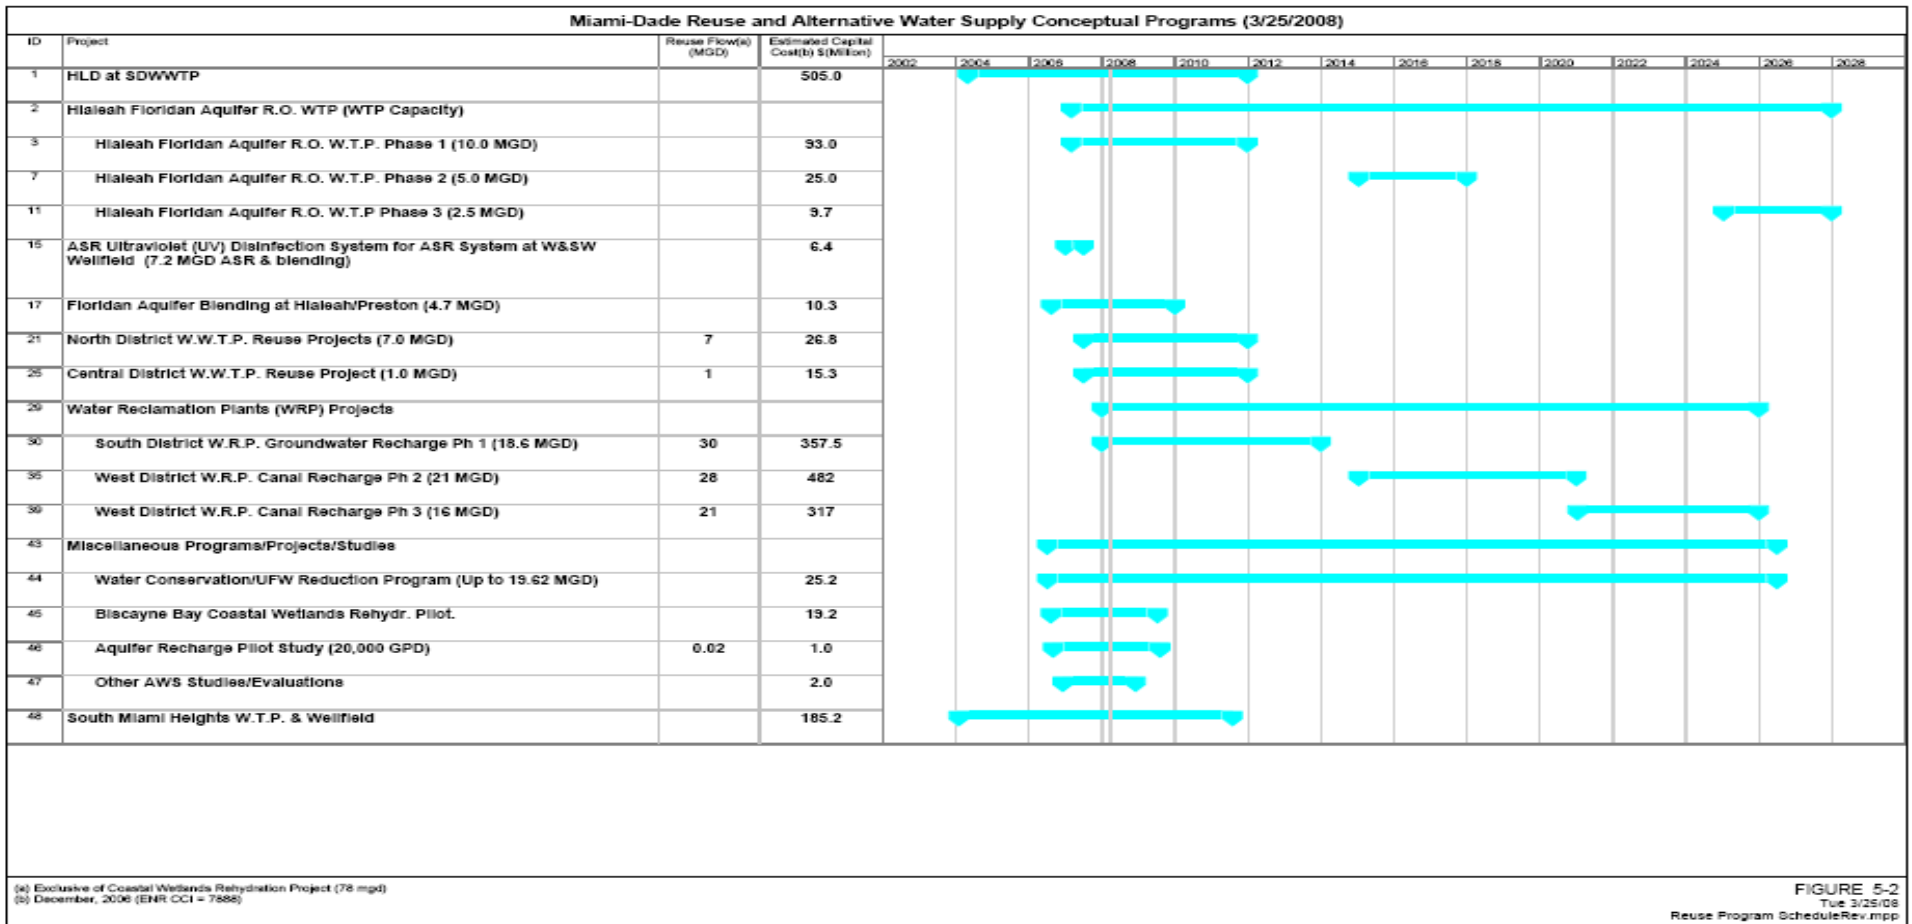 Miami-Dade Reuse and Alternative Water Supply Conceptual Programs (3/25/2008)
ID Project Reuse Flow(a) (MGD) Estimated Capital Cost(b) $(Million)
2002 2004 2006 2008 2010 2012 2014 2016 2018 2020 2022 2024 2026 2028
1 HLD at SDWWTP 505.0
2 Hialeah Floridan Aquifer R.O. WTP (WTP Capacity)
3 Hialeah Floridan Aquifer R.O. W.T.P. Phase 1 (10.0 MGD) 93.0
7 Hialeah Floridan Aquifer R.O. W.T.P. Phase 2 (5.0 MGD) 25.0
11 Hialeah Floridan Aquifer R.O. W.T.P Phase 3 (2.5 MGD) 9.7
15 ASR Ultraviolet (UV) Disinfection System for ASR System at W&SW 6.4
Wellfield (7.2 MGD ASR & blending)
17 Floridan Aquifer Blending at Hialeah/Preston (4.7 MGD) 10.3
21 North District W.W.T.P. Reuse Projects (7.0 MGD) 7 26.8
25 Central District W.W.T.P. Reuse Project (1.0 MGD) 1 15.3
29 Water Reclamation Plants (WRP) Projects
30 South District W.R.P. Groundwater Recharge Ph 1 (18.6 MGD) 30 357.5
35 West District W.R.P. Canal Recharge Ph 2 (21 MGD) 28 482
39 West District W.R.P. Canal Recharge Ph 3 (16 MGD) 21 317
43 Miscellaneous Programs/Projects/Studies
44 Water Conservation/UFW Reduction Program (Up to 19.62 MGD) 25.2
45 Biscayne Bay Coastal Wetlands Rehydr. Pilot. 19.2
46 Aquifer Recharge Pilot Study (20,000 GPD) 0.02 1.0
47 Other AWS Studies/Evaluations 2.0
48 South Miami Heights W.T.P. & Wellfield 185.2
(a) Exclusive of Coastal Wetlands Rehydration Project (78 mgd)
(b) December, 2006 (ENR CCI = 7888)
FIGURE 5-2
Tue 3/25/08
Reuse Program ScheduleRev.mpp